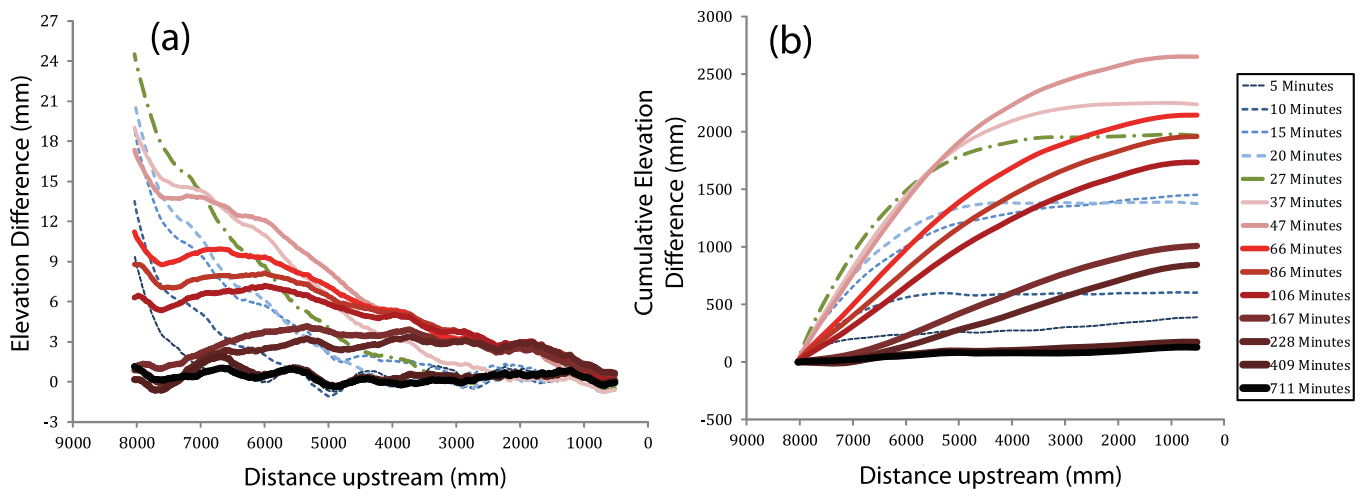 (a)
Elevation Difference (mm)
27
24
21
18
15
12
9
6
3
0
-3
9000 8000 7000 6000 5000 4000 3000 2000 1000 0
Distance upstream (mm)
(b)
Cumulative Elevation
Difference (mm)
3000
2500
2000
1500
1000
500
0
-500
9000 8000 7000 6000 5000 4000 3000 2000 1000 0
Distance upstream (mm)
5 Minutes
10 Minutes
15 Minutes
20 Minutes
27 Minutes
37 Minutes
47 Minutes
66 Minutes
86 Minutes
106 Minutes
167 Minutes
228 Minutes
409 Minutes
711 Minutes